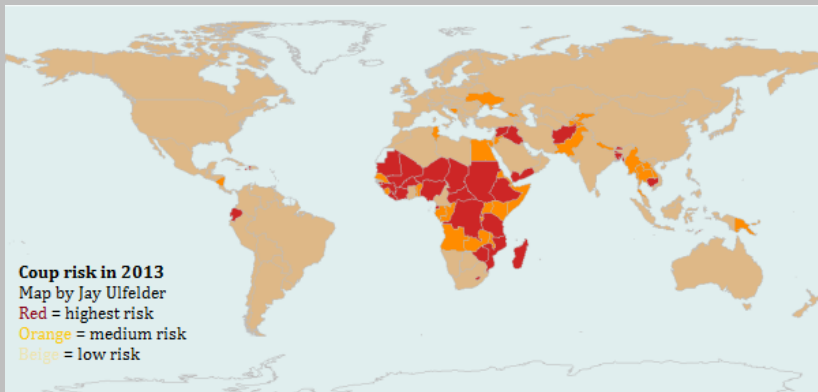 Coup risk in 2013
Map by Jay Ulfelder
Red = highest risk
Orange = medium risk
Beige = low risk